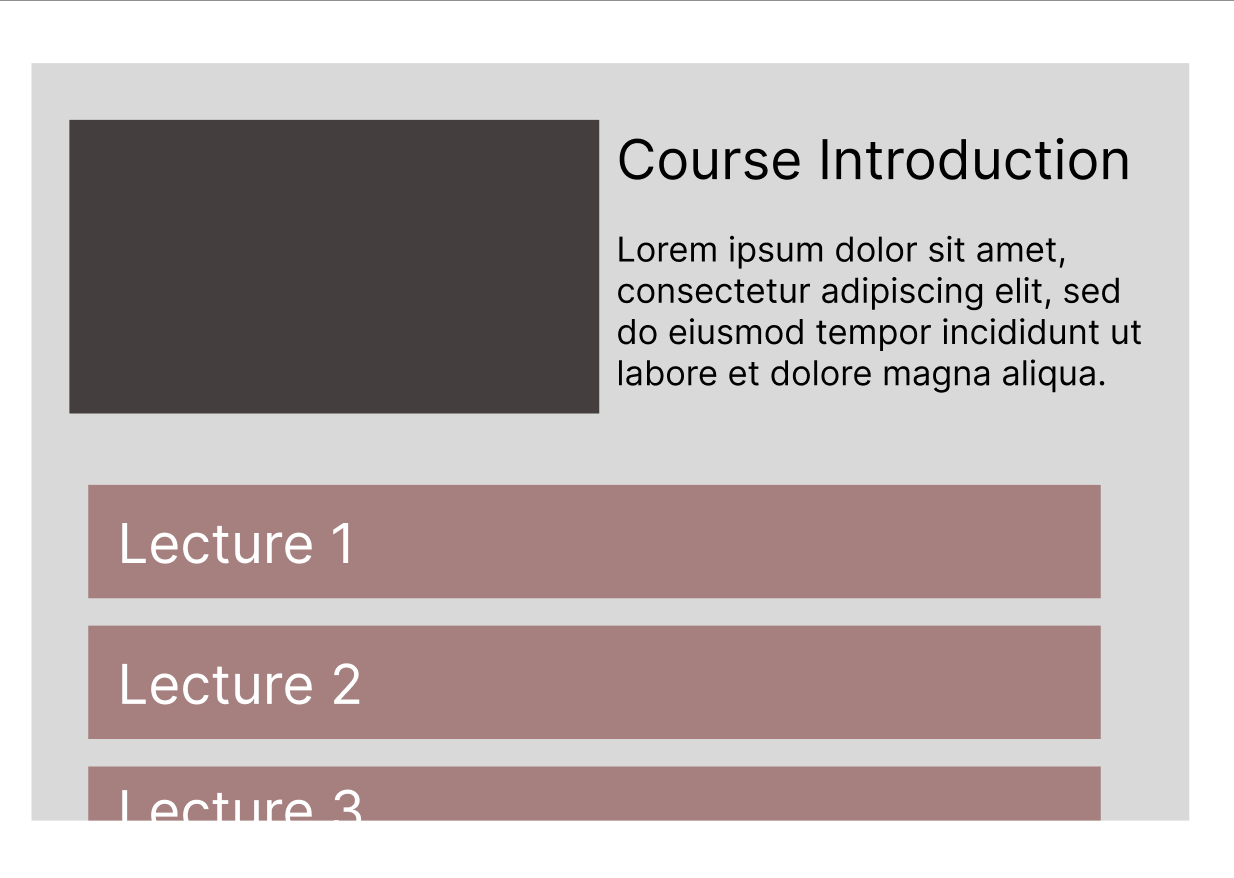 Course Introduction
Lorem ipsum dolor sit amet,
consectetur adipiscing elit, sed
do eiusmod tempor incididunt ut
labore et dolore magna aliqua.
Lecture 1
Lecture 2
Lecture 3